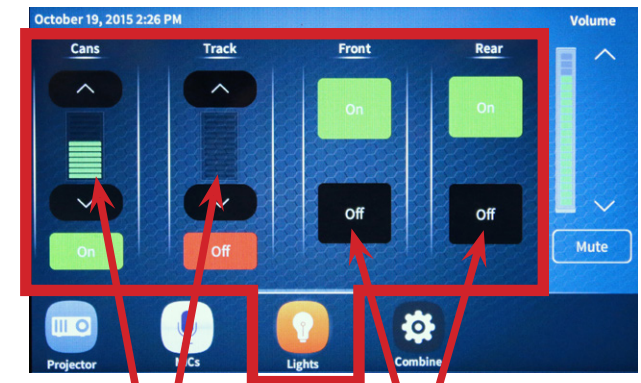 October 19, 2015 2:26 PM
Volume
Cans Track Front Rear
On On
Off Off
On Off
Mute
Projector MICs Lights Combine